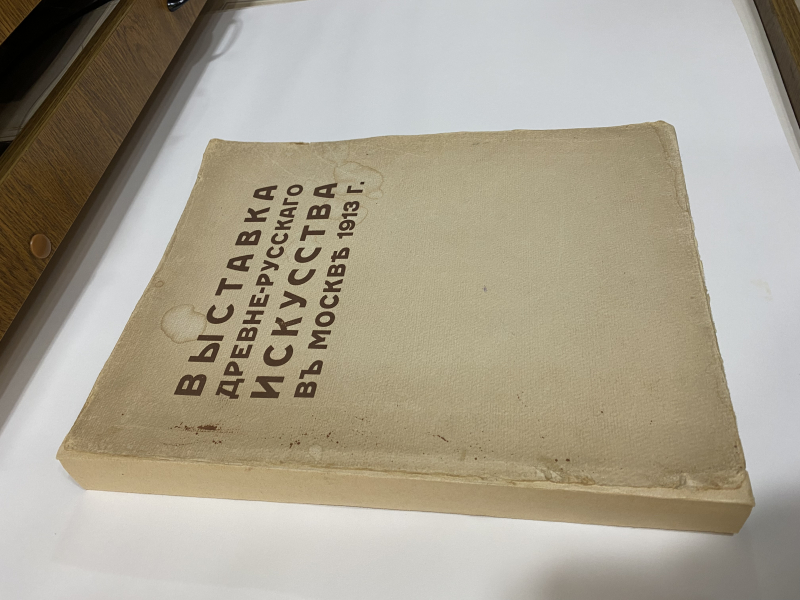 ВЫСТАВКА
ДРЕВНЕ-РУССКАГО
ИСКУССТВА
ВЪ МОСКВѢ 1913 Г.